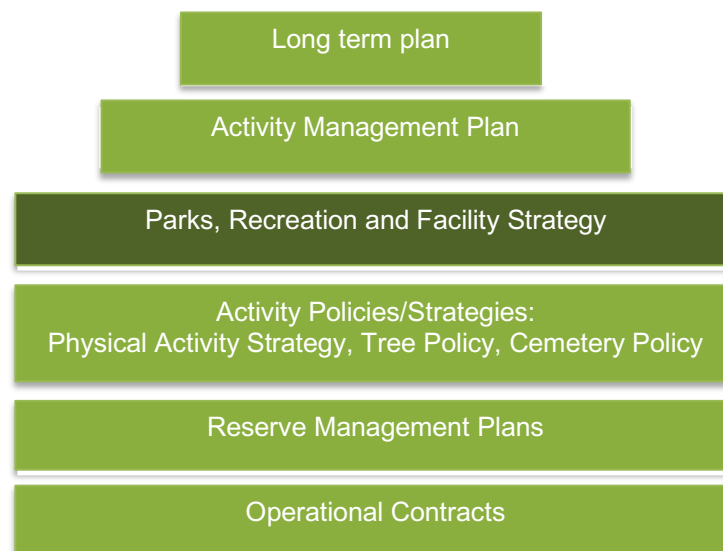 Long term plan
Activity Management Plan
Parks, Recreation and Facility Strategy
Activity Policies/Strategies:
Physical Activity Strategy, Tree Policy, Cemetery Policy
Reserve Management Plans
Operational Contracts